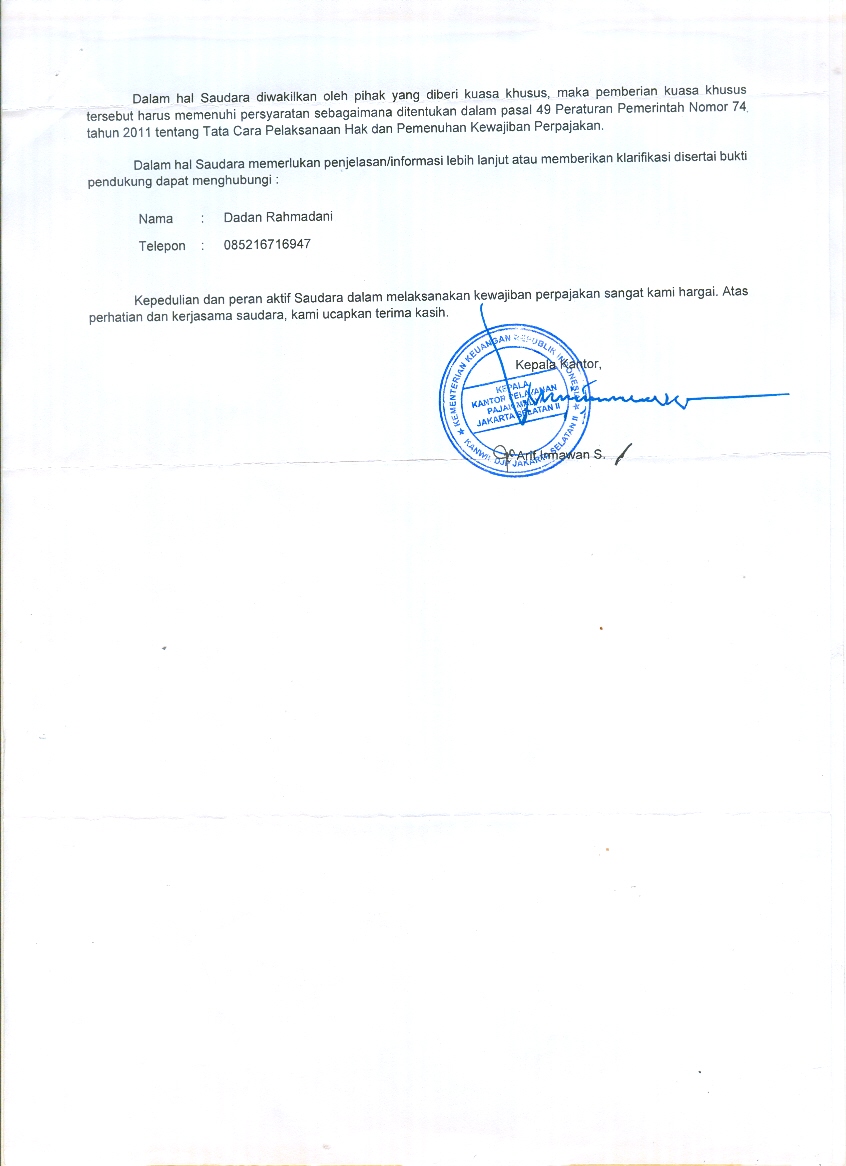 Dalam hal Saudara diwakilkan oleh pihak yang diberi kuasa khusus, maka pemberian kuasa khusus
tersebut harus memenuhi persyaratan sebagaimana ditentukan dalam pasal 49 Peraturan Pemerintah Nomor 74
tahun 2011 tentang Tata Cara Pelaksanaan Hak dan Pemenuhan Kewajiban Perpajakan.
Dalam hal Saudara memerlukan penjelasan/informasi lebih lanjut atau memberikan klarifikasi disertai bukti
pendukung dapat menghubungi :
Nama : Dadan Rahmadani
Telepon : 085216716947
Kepedulian dan peran aktif Saudara dalam melaksanakan kewajiban perpajakan sangat kami hargai. Atas
perhatian dan kerjasama saudara, kami ucapkan terima kasih.
Kepala Kantor,
KEMENTERIAN KEUANGAN REPUBLIK INDONESIA
KEPALA
KANTOR PELAYANAN
PAJAK
JAKARTA SELATAN II
KANWIL DJP JAKARTA SELATAN II
Arif Irmawan S.